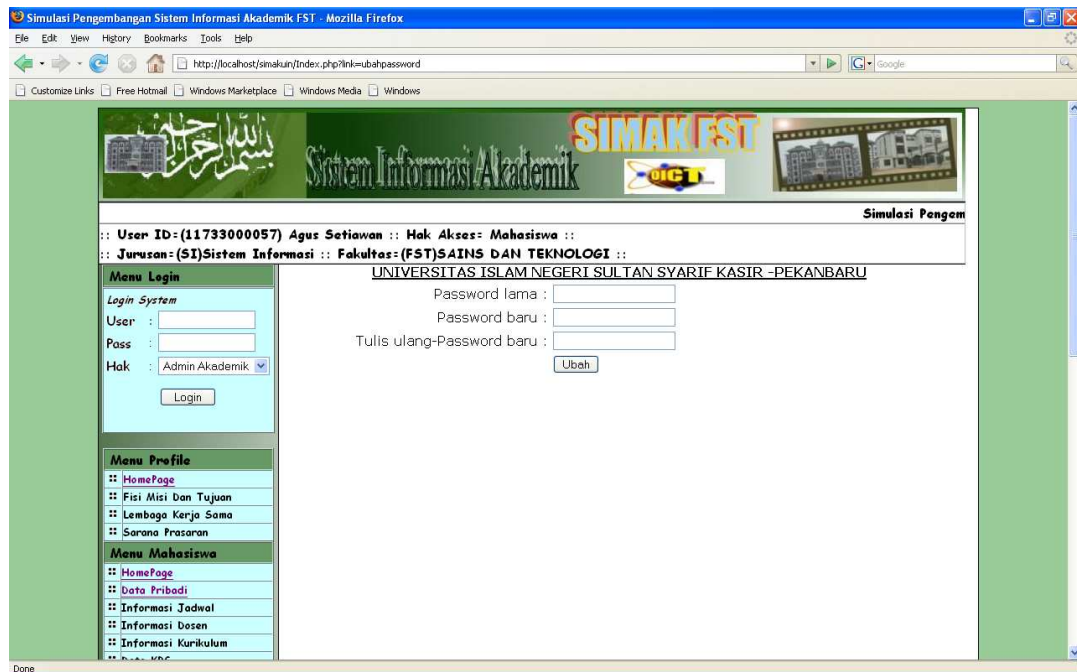 Simulasi Pengembangan Sistem Informasi Akademik FST - Mozilla Firefox
File Edit View History Bookmarks Tools Help
http://localhost/simakuin/Index.php?link=ubahpassword
Google
Customize Links Free Hotmail Windows Marketplace Windows Media Windows
SIMAK FST
Sistem Informasi Akademik
OICT
Simulasi Pengem
:: User ID=(11733000057) Agus Setiawan :: Hak Akses= Mahasiswa ::
:: Jurusan=(SI)Sistem Informasi :: Fakultas=(FST)SAINS DAN TEKNOLOGI ::
Menu Login
Login System
User :
Pass :
Hak : Admin Akademik
Login
UNIVERSITAS ISLAM NEGERI SULTAN SYARIF KASIR -PEKANBARU
Password lama :
Password baru :
Tulis ulang-Password baru :
Ubah
Menu Profile
:: HomePage
:: Fisi Misi Dan Tujuan
:: Lembaga Kerja Sama
:: Sarana Prasaran
Menu Mahasiswa
:: HomePage
:: Data Pribadi
:: Informasi Jadwal
:: Informasi Dosen
:: Informasi Kurikulum
:: Data KRS
Done